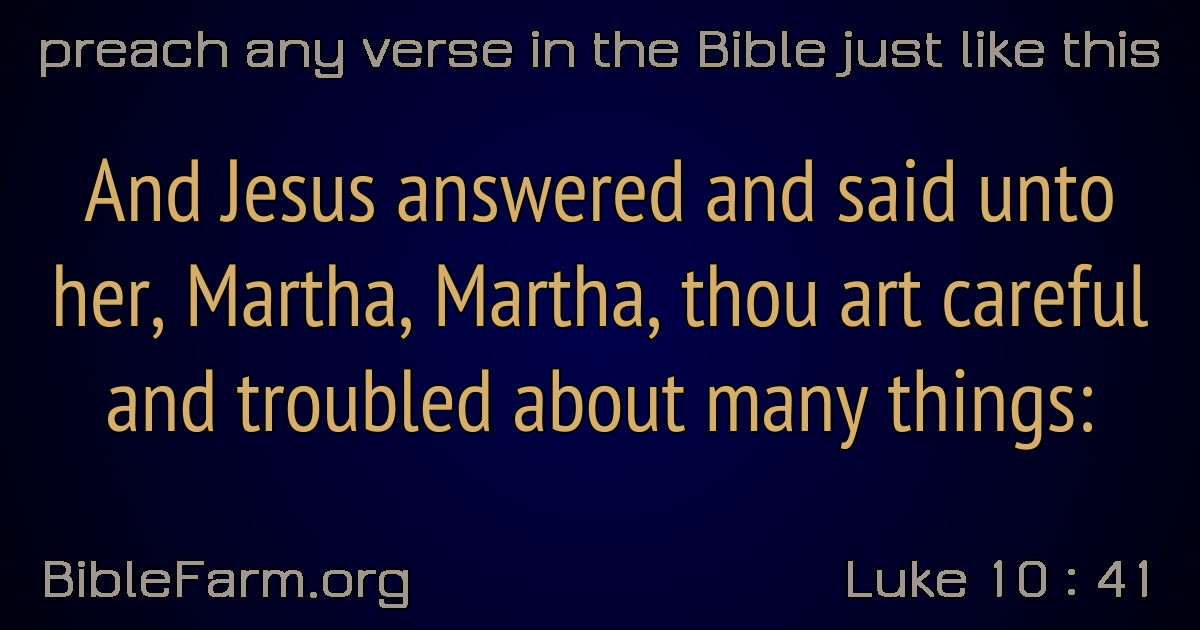 preach any verse in the Bible just like this
And Jesus answered and said unto
her, Martha, Martha, thou art careful
and troubled about many things:
BibleFarm.org
Luke 10 : 41